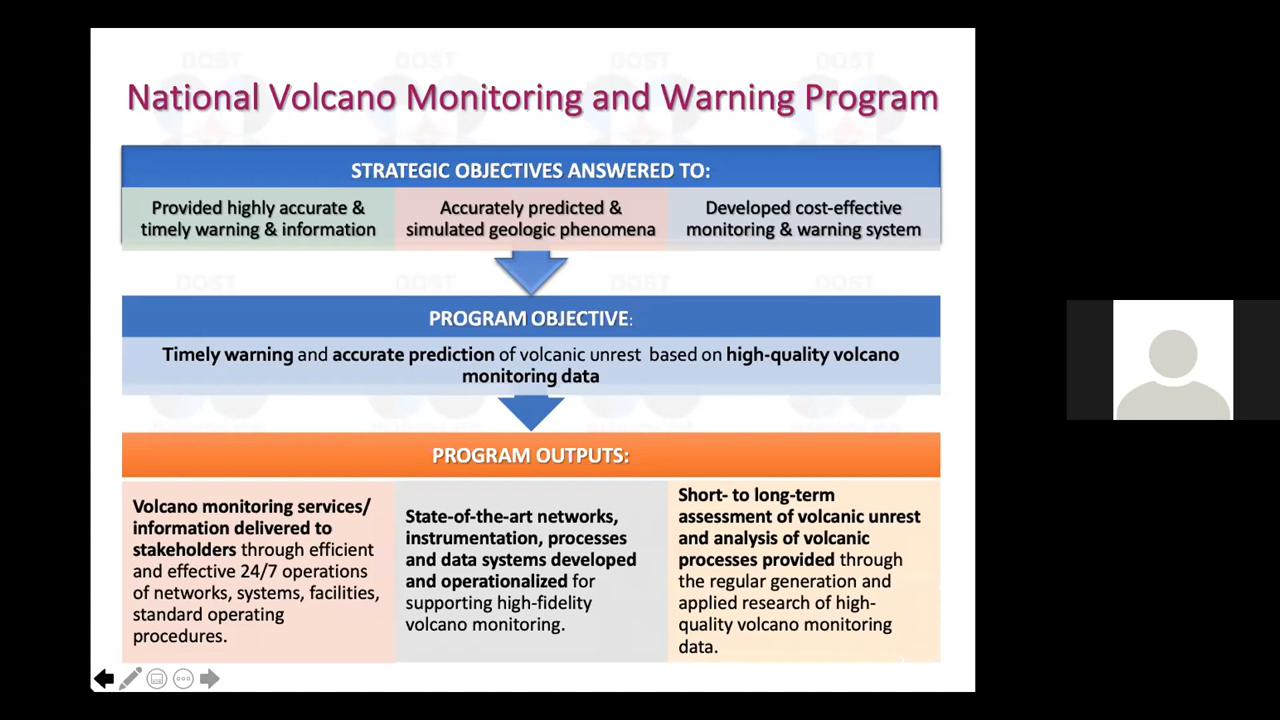 National Volcano Monitoring and Warning Program
STRATEGIC OBJECTIVES ANSWERED TO:
Provided highly accurate &
timely warning & information
Accurately predicted &
simulated geologic phenomena
Developed cost-effective
monitoring & warning system
PROGRAM OBJECTIVE:
Timely warning and accurate prediction of volcanic unrest based on high-quality volcano
monitoring data
PROGRAM OUTPUTS:
Volcano monitoring services/
information delivered to
stakeholders through efficient
and effective 24/7 operations
of networks, systems, facilities,
standard operating
procedures.
State-of-the-art networks,
instrumentation, processes
and data systems developed
and operationalized for
supporting high-fidelity
volcano monitoring.
Short- to long-term
assessment of volcanic unrest
and analysis of volcanic
processes provided through
the regular generation and
applied research of high-
quality volcano monitoring
data.